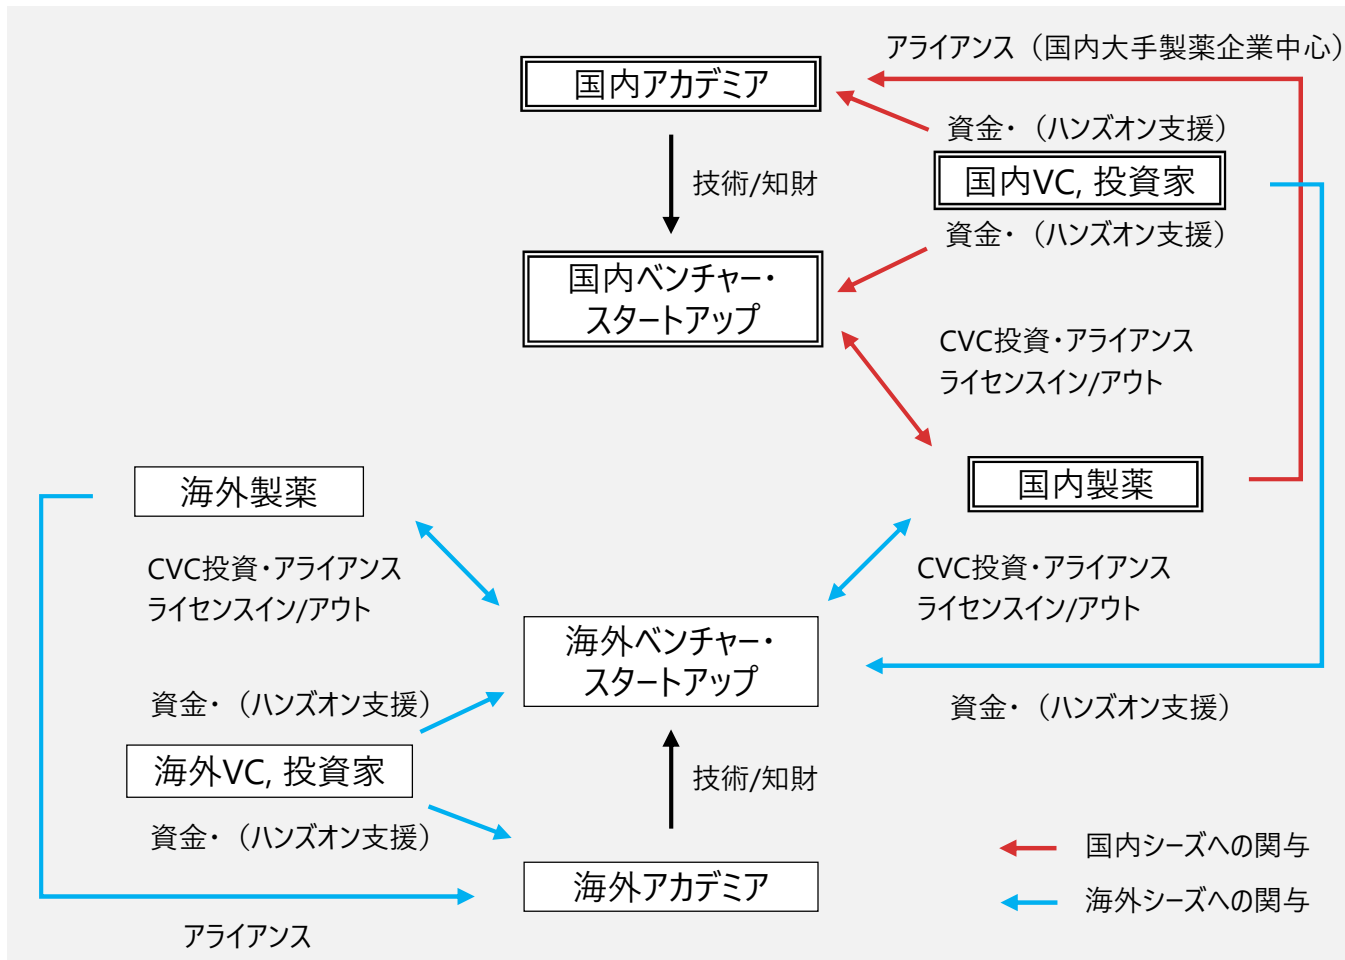 アライアンス（国内大手製薬企業中心）
国内アカデミア
資金・（ハンズオン支援）
国内VC, 投資家
技術/知財
資金・（ハンズオン支援）
国内ベンチャー・
スタートアップ
CVC投資・アライアンス
ライセンスイン/アウト
海外製薬
国内製薬
CVC投資・アライアンス
ライセンスイン/アウト
CVC投資・アライアンス
ライセンスイン/アウト
海外ベンチャー・
スタートアップ
資金・（ハンズオン支援）
資金・（ハンズオン支援）
海外VC, 投資家
技術/知財
資金・（ハンズオン支援）
海外アカデミア
アライアンス
国内シーズへの関与
海外シーズへの関与